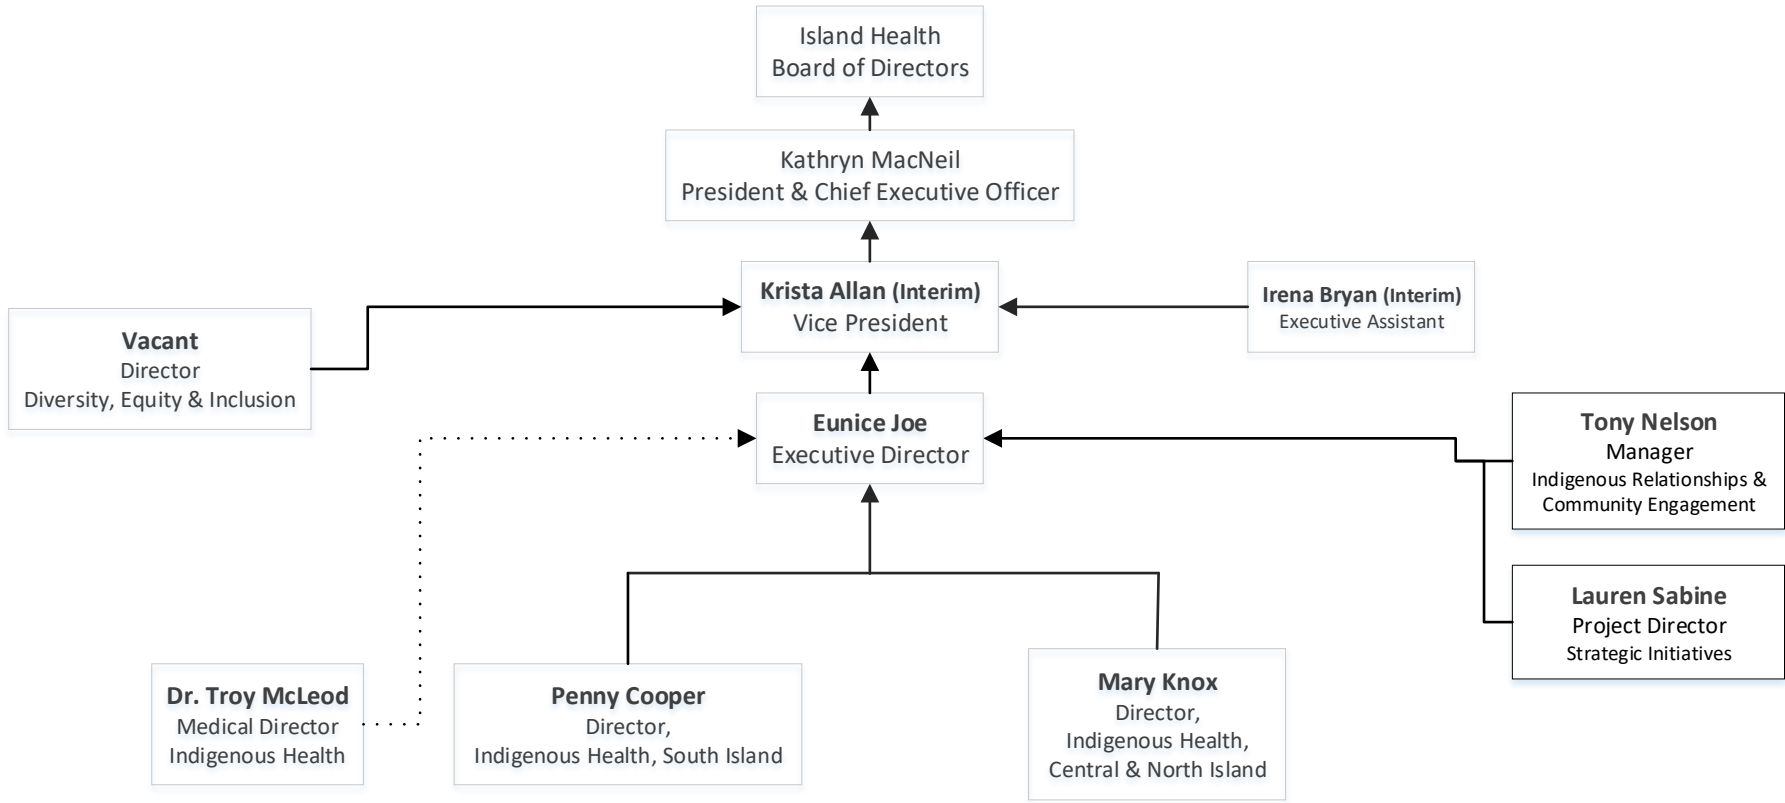 Island Health
Board of Directors
Kathryn MacNeil
President & Chief Executive Officer
Krista Allan (Interim)
Vice President
Irena Bryan (Interim)
Executive Assistant
Vacant
Director
Diversity, Equity & Inclusion
Eunice Joe
Executive Director
Tony Nelson
Manager
Indigenous Relationships &
Community Engagement
Lauren Sabine
Project Director
Strategic Initiatives
Dr. Troy McLeod
Medical Director
Indigenous Health
Penny Cooper
Director,
Indigenous Health, South Island
Mary Knox
Director,
Indigenous Health,
Central & North Island